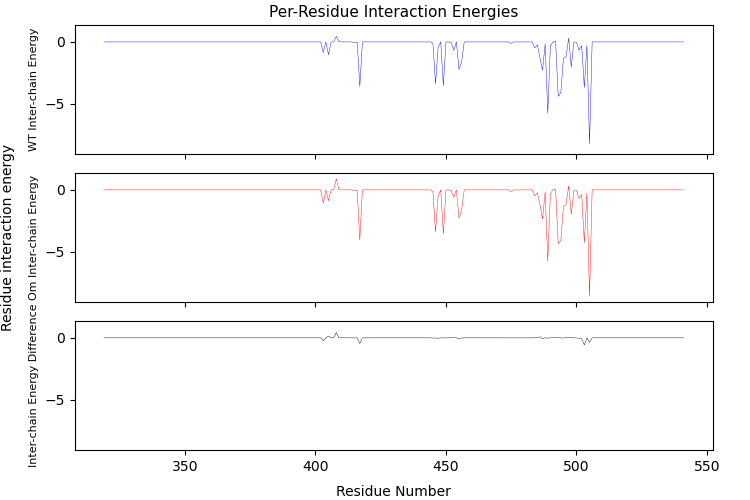 Per-Residue Interaction Energies
Residue interaction energy
WT Inter-chain Energy
0
−5
Om Inter-chain Energy
0
−5
Inter-chain Energy Difference
0
−5
350
400
450
500
550
Residue Number